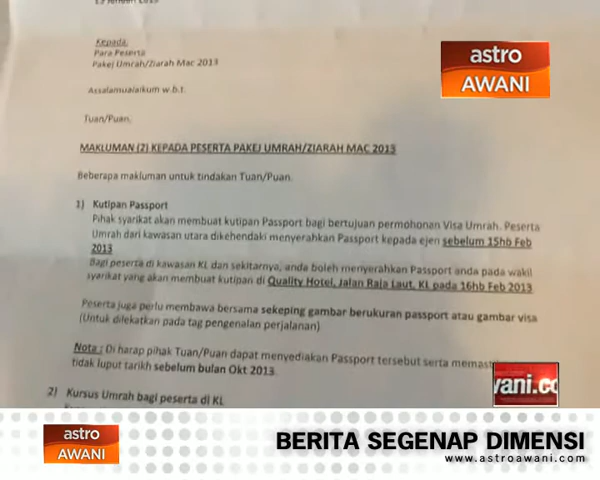 Kepada,
Para Peserta
Pakej Umrah/Ziarah Mac 2013
astro
AWANI
Assalamualaikum w.b.t.
Tuan/Puan,
MAKLUMAN (2) KEPADA PESERTA PAKEJ UMRAH/ZIARAH MAC 2013
Beberapa makluman untuk tindakan Tuan/Puan.
1) Kutipan Passport
Pihak syarikat akan membuat kutipan Passport bagi bertujuan permohonan Visa Umrah. Peserta
Umrah dari kawasan utara dikehendaki menyerahkan Passport kepada ejen sebelum 15hb Feb
2013
Bagi peserta di kawasan KL dan sekitarnya, anda boleh menyerahkan Passport anda pada wakil
syarikat yang akan membuat kutipan di Quality Hotel, Jalan Raja Laut, KL pada 16hb Feb 2013
Peserta juga perlu membawa bersama sekeping gambar berukuran passport atau gambar visa
(Untuk dilekatkan pada tag pengenalan perjalanan)
Nota : Di harap pihak Tuan/Puan dapat menyediakan Passport tersebut serta memast
tidak luput tarikh sebelum bulan Okt 2013.
wani.co
2) Kursus Umrah bagi peserta di KL
astro
AWANI
BERITA SEGENAP DIMENSI
www.astroawani.com